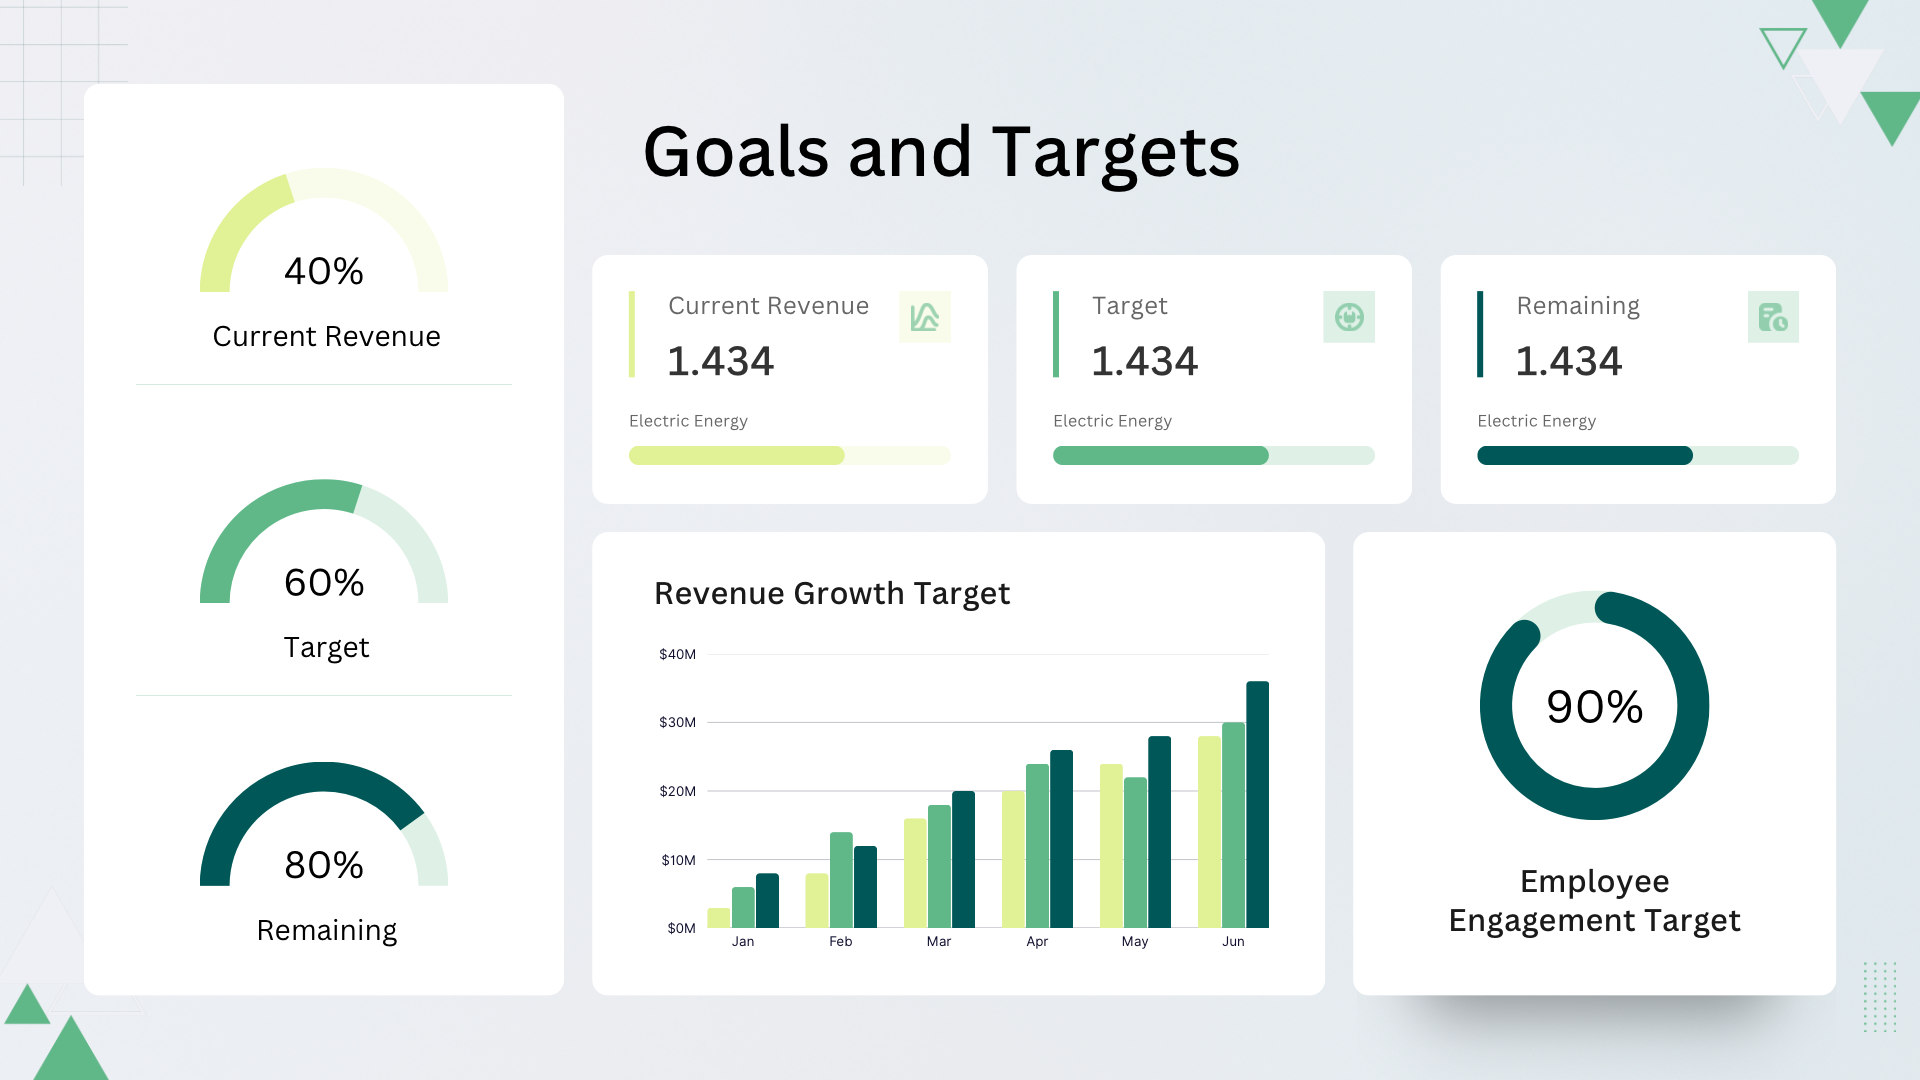 Goals and Targets
40%
Current Revenue
60%
Target
80%
Remaining
Current Revenue
1.434
Electric Energy
Target
1.434
Electric Energy
Remaining
1.434
Electric Energy
Revenue Growth Target
$40M
$30M
$20M
$10M
$0M
Jan Feb Mar Apr May Jun
90%
Employee
Engagement Target